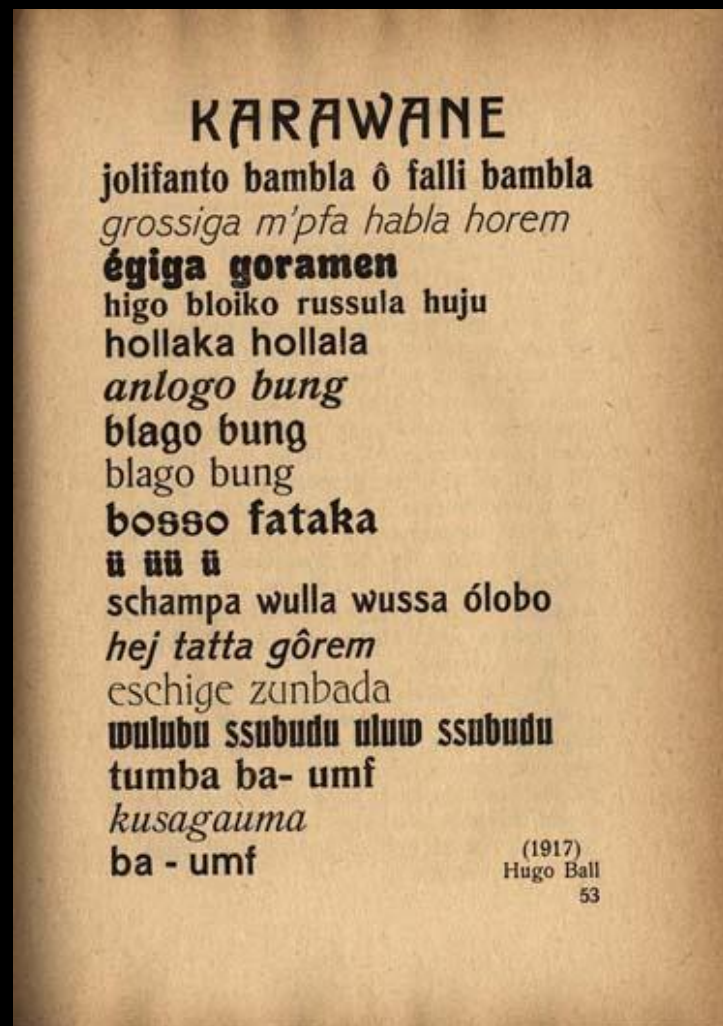 KARAWANE
jolifanto bambla ô falli bambla
grossiga m'pfa habla horem
égiga goramen
higo bloiko russula huju
hollaka hollala
anlogo bung
blago bung
blago bung
bosso fataka
ü üü ü
schampa wulla wussa ólobo
hej tatta gôrem
eschige zunbada
wulubu ssubudu uluw ssubudu
tumba ba- umf
kusagauma
ba - umf
(1917)
Hugo Ball
53